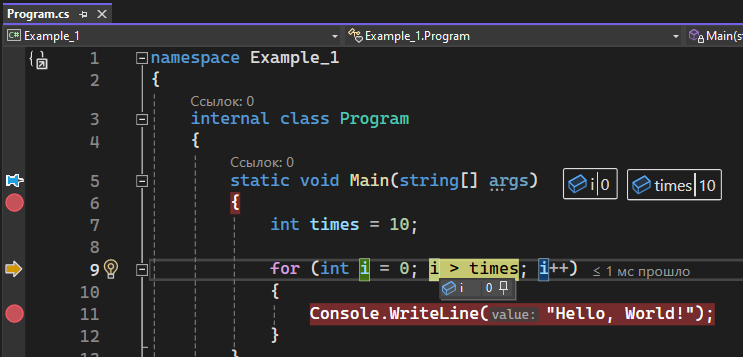 Program.cs
Example_1 Example_1.Program Main(st
1 namespace Example_1
2 {
Ссылок: 0
3 internal class Program
4 {
Ссылок: 0
5 static void Main(string[] args) i 0 times 10
6 {
7 int times = 10;
8
9 for (int i = 0; i > times; i++) ≤ 1 мс прошло
i 0
10 {
11 Console.WriteLine(value: "Hello, World!");
12 }
13 }